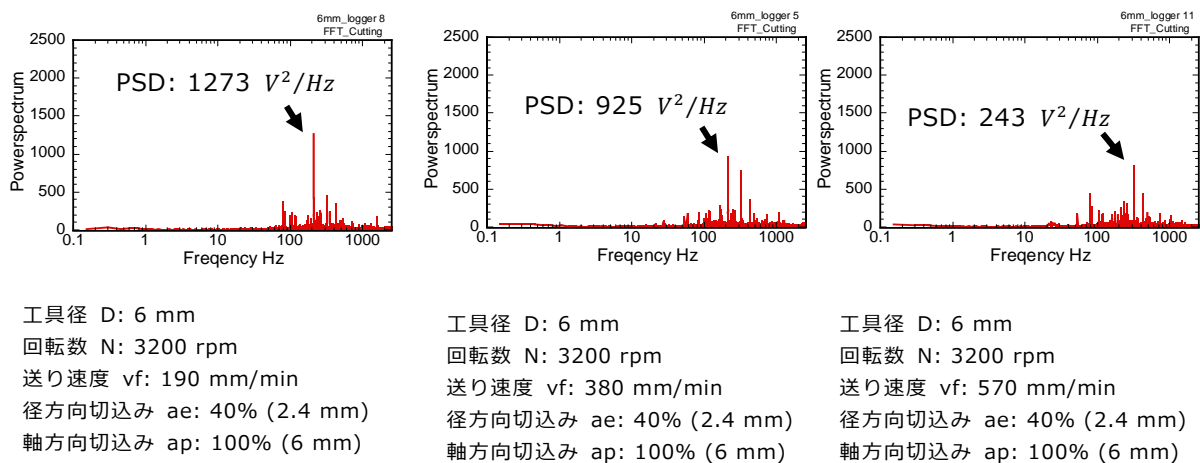 6mm_logger 8
FFT_Cutting
2500
2000
1500
1000
500
0
Powerspectrum
PSD: 1273 V²/Hz
0.1 1 10 100 1000
Freqency Hz
工具径 D: 6 mm
回転数 N: 3200 rpm
送り速度 vf: 190 mm/min
径方向切込み ae: 40% (2.4 mm)
軸方向切込み ap: 100% (6 mm)
6mm_logger 5
FFT_Cutting
2500
2000
1500
1000
500
0
Powerspectrum
PSD: 925 V²/Hz
0.1 1 10 100 1000
Freqency Hz
工具径 D: 6 mm
回転数 N: 3200 rpm
送り速度 vf: 380 mm/min
径方向切込み ae: 40% (2.4 mm)
軸方向切込み ap: 100% (6 mm)
6mm_logger 11
FFT_Cutting
2500
2000
1500
1000
500
0
Powerspectrum
PSD: 243 V²/Hz
0.1 1 10 100 1000
Freqency Hz
工具径 D: 6 mm
回転数 N: 3200 rpm
送り速度 vf: 570 mm/min
径方向切込み ae: 40% (2.4 mm)
軸方向切込み ap: 100% (6 mm)